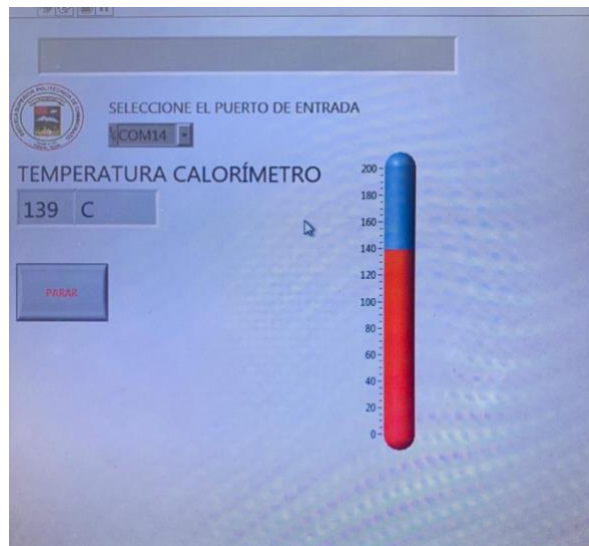 SELECCIONE EL PUERTO DE ENTRADA
COM14
TEMPERATURA CALORÍMETRO
139 C
PARAR
200
180
160
140
120
100
80
60
40
20
0